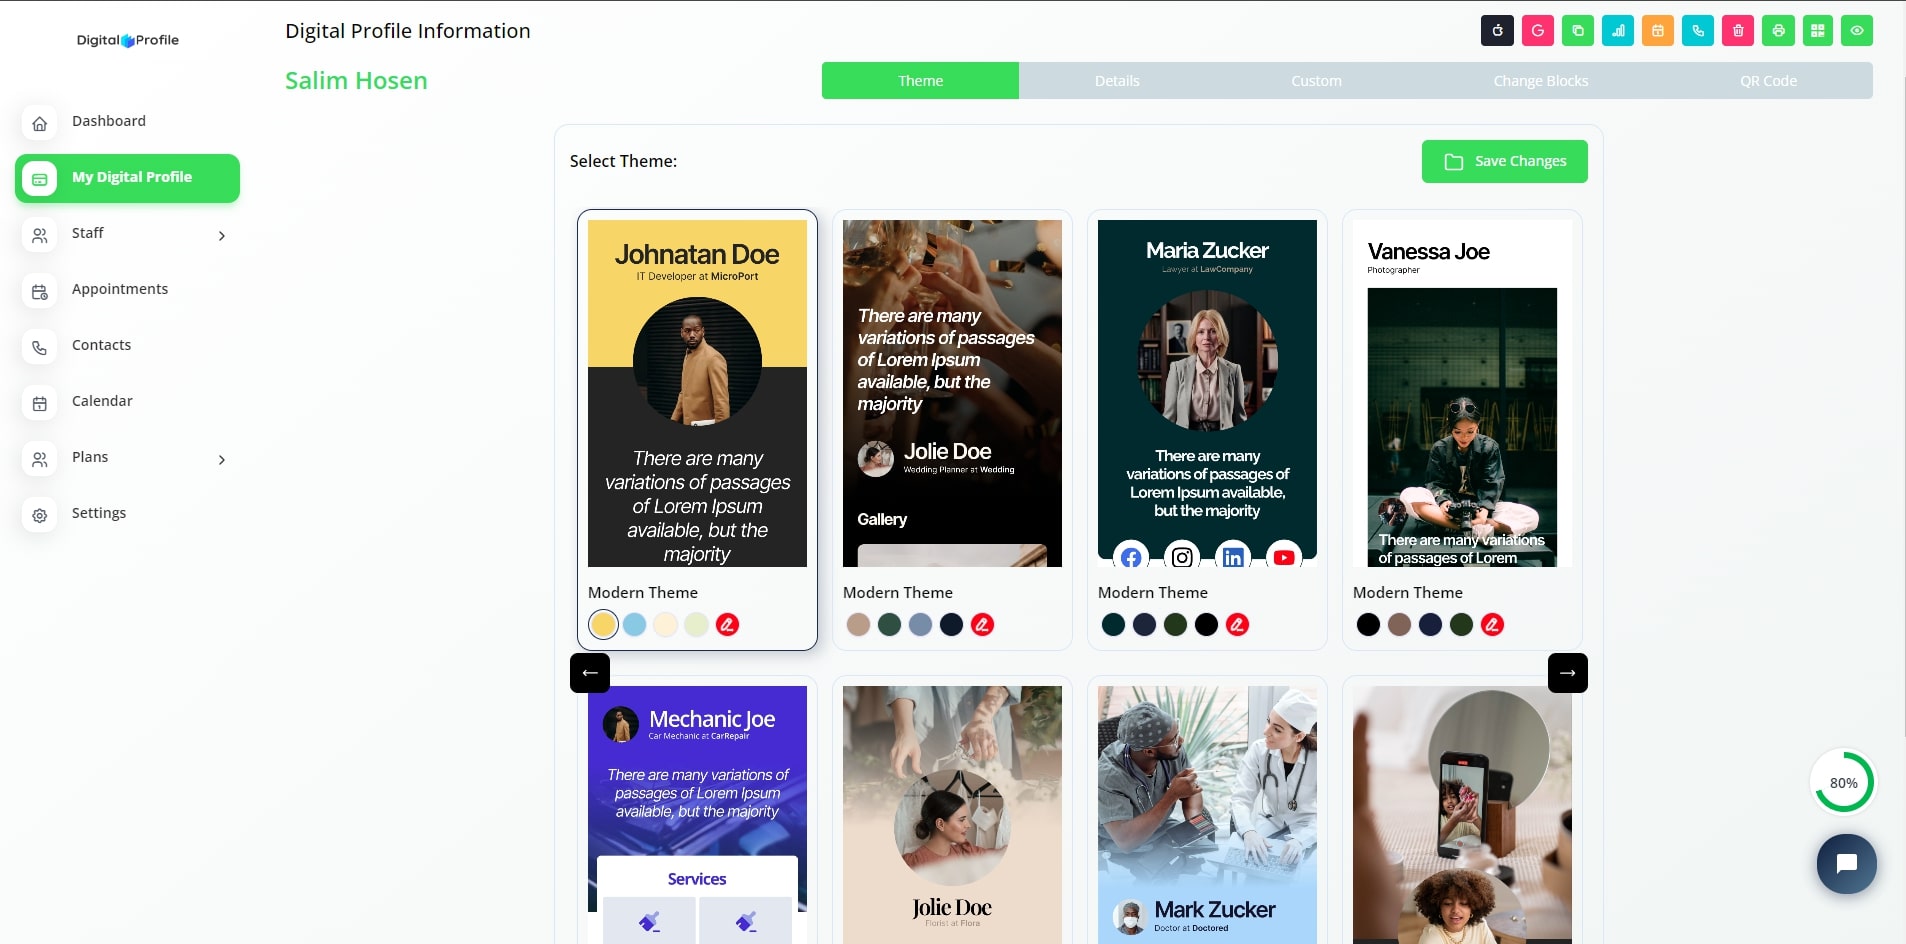 Digital Profile
Digital Profile Information
Salim Hosen
Theme
Details
Custom
Change Blocks
QR Code
Dashboard
My Digital Profile
Staff
Appointments
Contacts
Calendar
Plans
Settings
Select Theme:
Save Changes
Johnatan Doe
IT Developer at MicroPort
There are many
variations of passages
of Lorem Ipsum
available, but the
majority
Modern Theme
There are many
variations of passages
of Lorem Ipsum
available, but the
majority
Jolie Doe
Wedding Planner at Wedding
Gallery
Modern Theme
Maria Zucker
Lawyer at LawCompany
There are many
variations of passages of
Lorem Ipsum available,
but the majority
Modern Theme
Vanessa Joe
Photographer
There are many variations
of passages of Lorem
Modern Theme
←
→
Mechanic Joe
Car Mechanic at CarRepair
There are many variations of
passages of Lorem Ipsum
available, but the majority
Services
Jolie Doe
Florist at Flora
Mark Zucker
Doctor at Doctored
80%